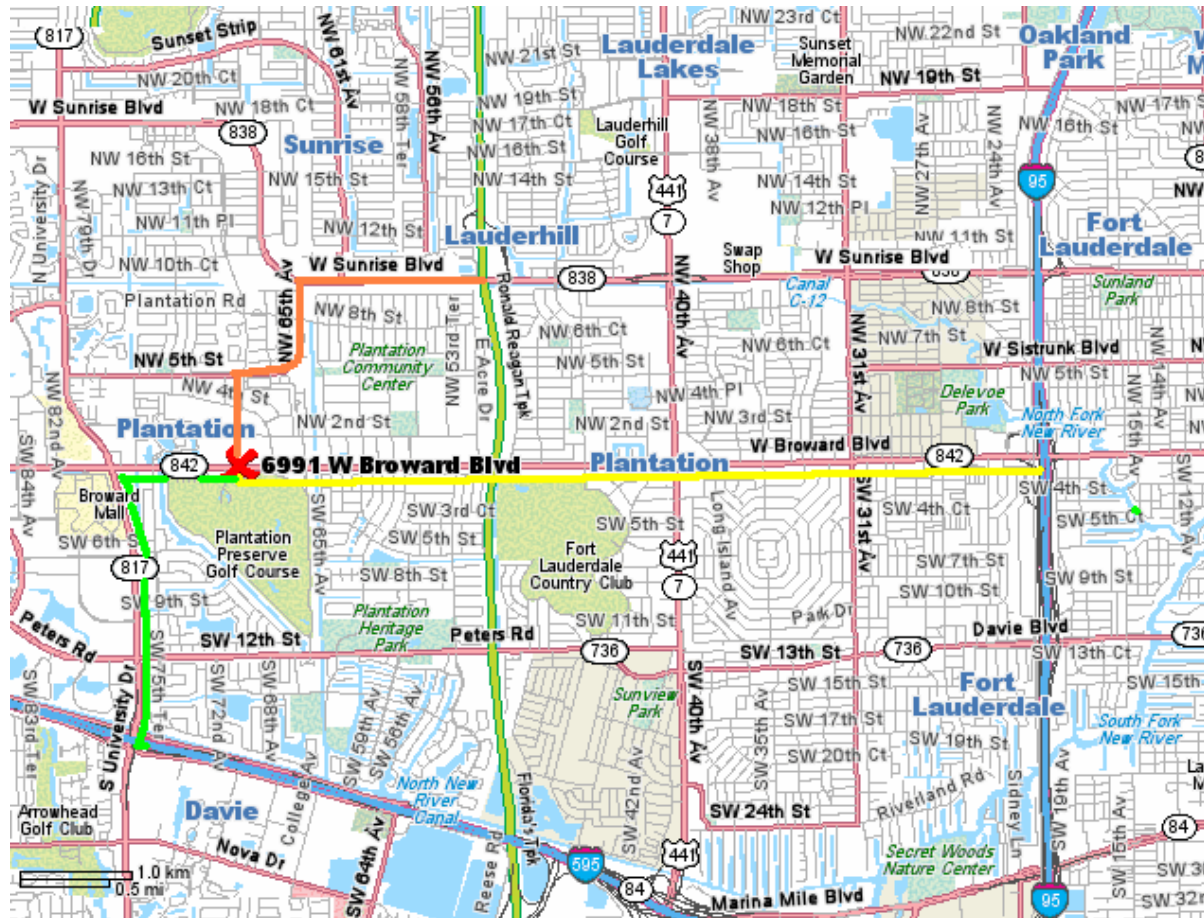 817
Sunset Strip
NW 61st Av
NW 58th Ter
NW 56th Av
NW 21st St
Lauderdale
Lakes
NW 23rd Ct
Sunset
Memorial
Garden
NW 22nd St
Oakland
Park
NW 20th Ct
NW 19th St
W Sunrise Blvd
NW 18th Ct
NW 19th St
NW 18th St
NW 17th
838
NW 17th Ct
Lauderhill
Golf
Course
NW 38th Av
NW 16th St
NW 27th Av
NW 24th Av
NW 16th St
Sunrise
NW 16th St
NW 16th St
N University Dr
NW 79th Dr
NW 15th St
NW 14th St
NW 14th St
95
NW 13th Ct
441
7
NW 12th Pl
NW 11th Pl
NW 12th St
Lauderhill
NW 11th St
Fort
Lauderdale
NW 10th Ct
W Sunrise Blvd
Swap
Shop
W Sunrise Blvd
838
838
Plantation Rd
NW 65th Av
Ronald Reagan Tpk
NW 40th Av
Canal
C-12
Sunland
Park
NW 8th St
NW 53rd Ter
NW 6th Ct
NW 6th Ct
NW 31st Av
NW 8th St
NW 7th St
W Sistrunk Blvd
NW 5th St
Plantation
Community
Center
E Acre Dr
NW 5th St
NW 5th St
NW 14th Av
NW 15th Av
NW 4th St
NW 4th Pl
Delevoe
Park
NW 82nd Av
Plantation
NW 2nd St
NW 2nd St
NW 3rd St
North Fork
New River
W Broward Blvd
SW 84th Av
842
6991 W Broward Blvd
Plantation
842
Broward
Mall
SW 4th St
SW 12th Av
SW 3rd Ct
SW 5th St
Long Island Av
SW 31st Av
SW 4th Ct
SW 5th Ct
SW 6th S
Plantation
Preserve
Golf Course
SW 65th Av
SW 5th St
Fort
Lauderdale
Country Club
441
7
SW 7th St
817
SW 8th St
SW 9th St
SW 9th St
SW 10th St
Plantation
Heritage
Park
SW 11th St
Park Dr
Peters Rd
SW 12th St
Peters Rd
736
SW 13th St
Davie Blvd
736
SW 13th Ct
S University Dr
SW 75th Ter
SW 72nd Av
SW 69th Av
SW 83rd Ter
SW 59th Av
SW 56th Av
Sunview
Park
SW 40th Av
SW 35th Av
SW 15th St
Fort
Lauderdale
SW 15th
SW 17th St
South Fork
New River
SW 20th Ct
SW 19th St
Davie
College Av
North New
River
Canal
Florida's Tpk
SW 42nd Av
SW 24th St
Riverland Rd
Sidney Ln
SW 19th Av
SW 15th Av
Arrowhead
Golf Club
Nova Dr
SW 64th Av
Reese Rd
84
1.0 km
0.5 mi
595
441
84
Secret Woods
Nature Center
Marina Mile Blvd
95
SW 32